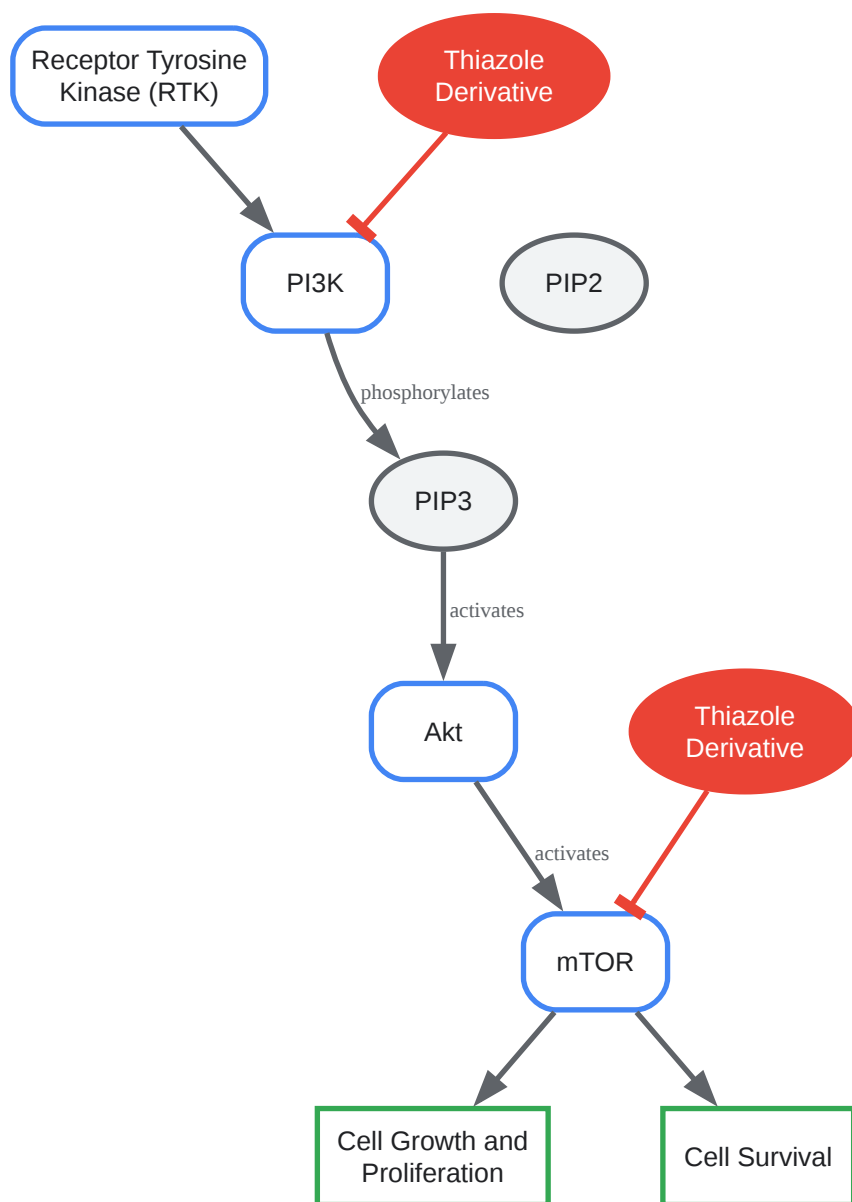 Receptor Tyrosine
Kinase (RTK)
Thiazole
Derivative
PI3K
PIP2
phosphorylates
PIP3
activates
Akt
Thiazole
Derivative
activates
mTOR
Cell Growth and
Proliferation
Cell Survival